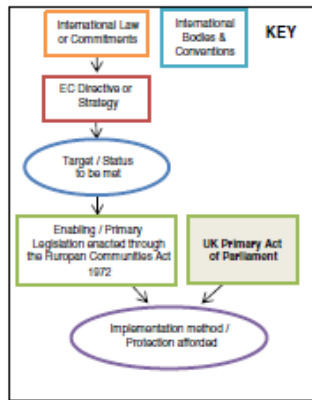 International Law
or Commitments
International
Bodies &
Conventions
KEY
EC Directive or
Strategy
Target / Status
to be met
Enabling / Primary
Legislation enacted through
the Ruropean Communities Act
1972
UK Primary Act
of Parliament
Implementation method /
Protection afforded